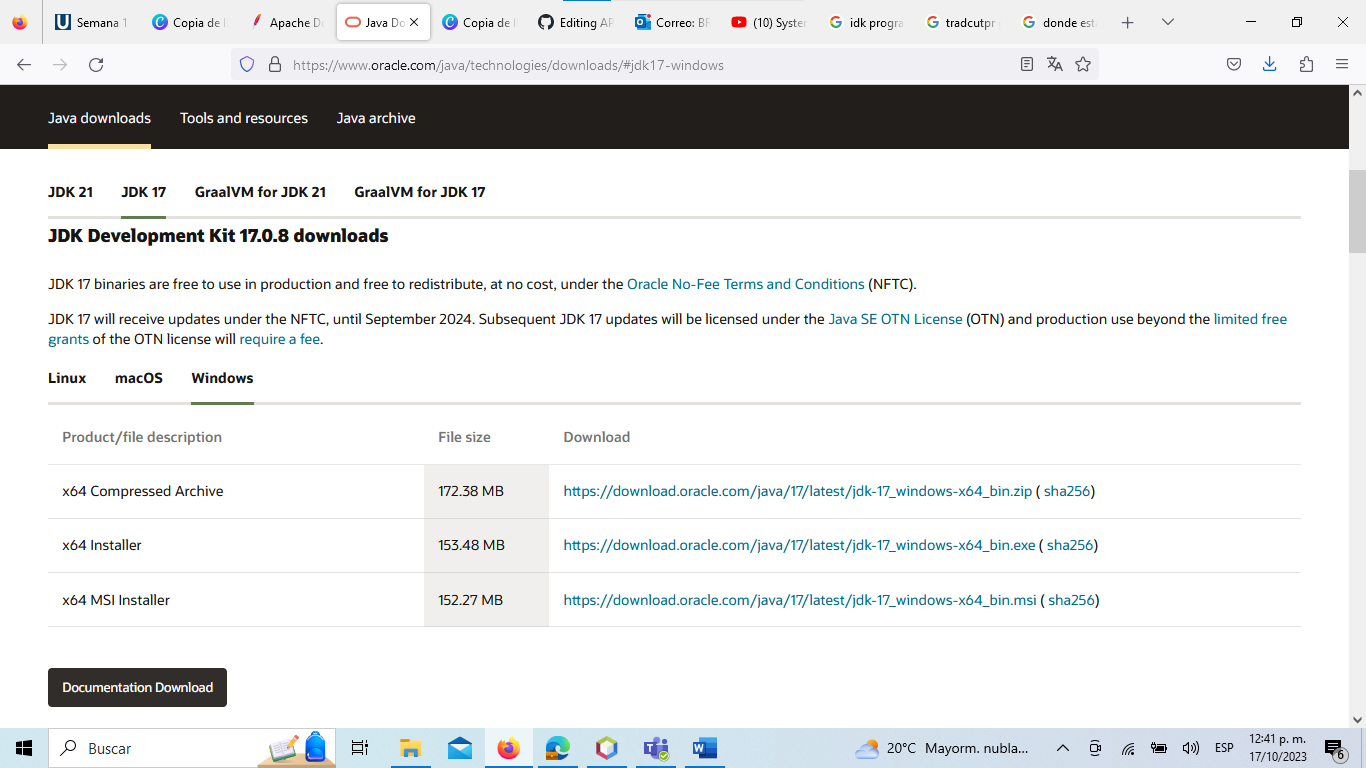 Semana 1
Copia de
Apache D
Java Do
Copia de
Editing AP
Correo: BF
(10) Syster
idk progra
tradcutpr
donde est
https://www.oracle.com/java/technologies/downloads/#jdk17-windows
Java downloads
Tools and resources
Java archive
JDK 21
JDK 17
GraalVM for JDK 21
GraalVM for JDK 17
JDK Development Kit 17.0.8 downloads
JDK 17 binaries are free to use in production and free to redistribute, at no cost, under the Oracle No-Fee Terms and Conditions (NFTC).
JDK 17 will receive updates under the NFTC, until September 2024. Subsequent JDK 17 updates will be licensed under the Java SE OTN License (OTN) and production use beyond the limited free
grants of the OTN license will require a fee.
Linux
macOS
Windows
Product/file description
File size
Download
x64 Compressed Archive
172.38 MB
https://download.oracle.com/java/17/latest/jdk-17_windows-x64_bin.zip ( sha256)
x64 Installer
153.48 MB
https://download.oracle.com/java/17/latest/jdk-17_windows-x64_bin.exe ( sha256)
x64 MSI Installer
152.27 MB
https://download.oracle.com/java/17/latest/jdk-17_windows-x64_bin.msi ( sha256)
Documentation Download
Buscar
20°C Mayorm. nubla...
ESP
12:41 p. m.
17/10/2023
6